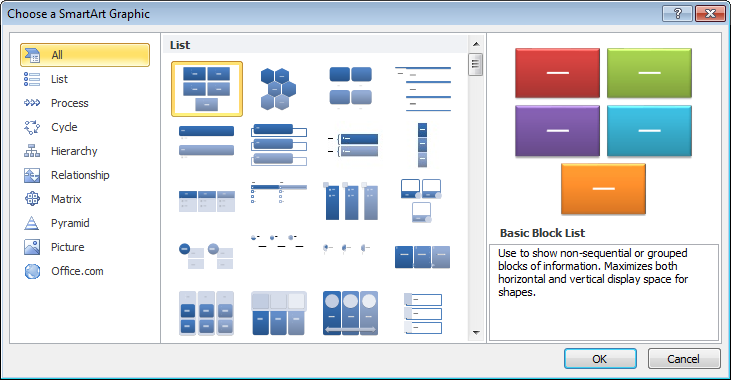 Choose a SmartArt Graphic
?
All
List
Process
Cycle
Hierarchy
Relationship
Matrix
Pyramid
Picture
Office.com
List
Basic Block List
Use to show non-sequential or grouped
blocks of information. Maximizes both
horizontal and vertical display space for
shapes.
OK
Cancel